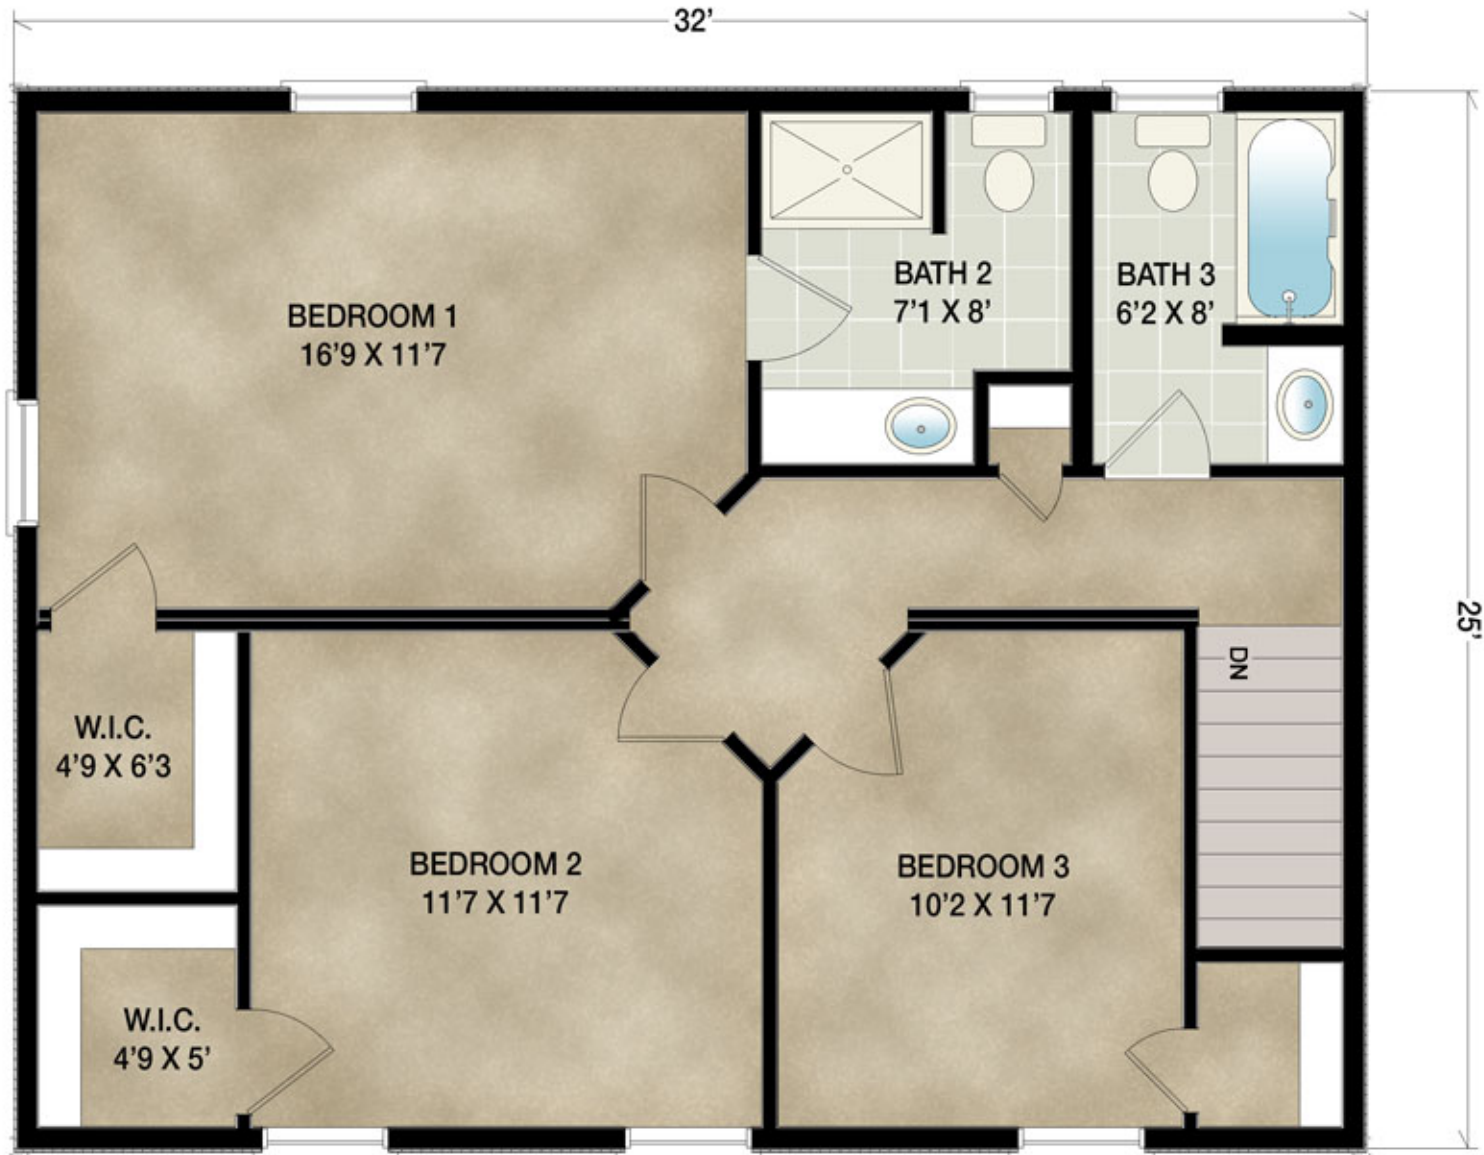 32'
BEDROOM 1
16'9 X 11'7
BATH 2
7'1 X 8'
BATH 3
6'2 X 8'
25'
DN
W.I.C.
4'9 X 6'3
BEDROOM 2
11'7 X 11'7
BEDROOM 3
10'2 X 11'7
W.I.C.
4'9 X 5'